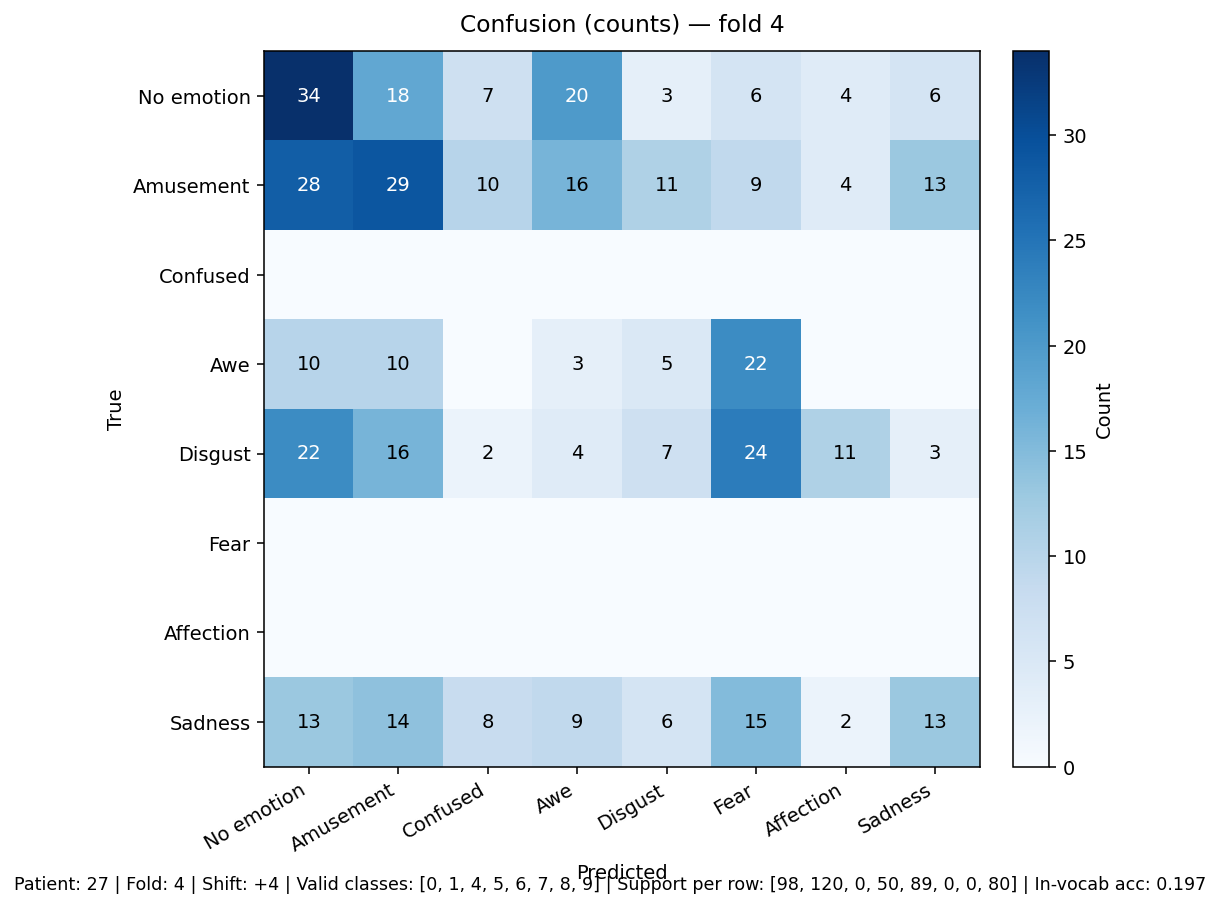 Confusion (counts) — fold 4
No emotion 34 18 7 20 3 6 4 6
Amusement 28 29 10 16 11 9 4 13
Confused
Awe 10 10 3 5 22
Disgust 22 16 2 4 7 24 11 3
Fear
Affection
Sadness 13 14 8 9 6 15 2 13
True
No emotion Amusement Confused Awe Disgust Fear Affection Sadness
Predicted
30
25
20
15
10
5
0
Count
Patient: 27 | Fold: 4 | Shift: +4 | Valid classes: [0, 1, 4, 5, 6, 7, 8, 9] | Support per row: [98, 120, 0, 50, 89, 0, 0, 80] | In-vocab acc: 0.197